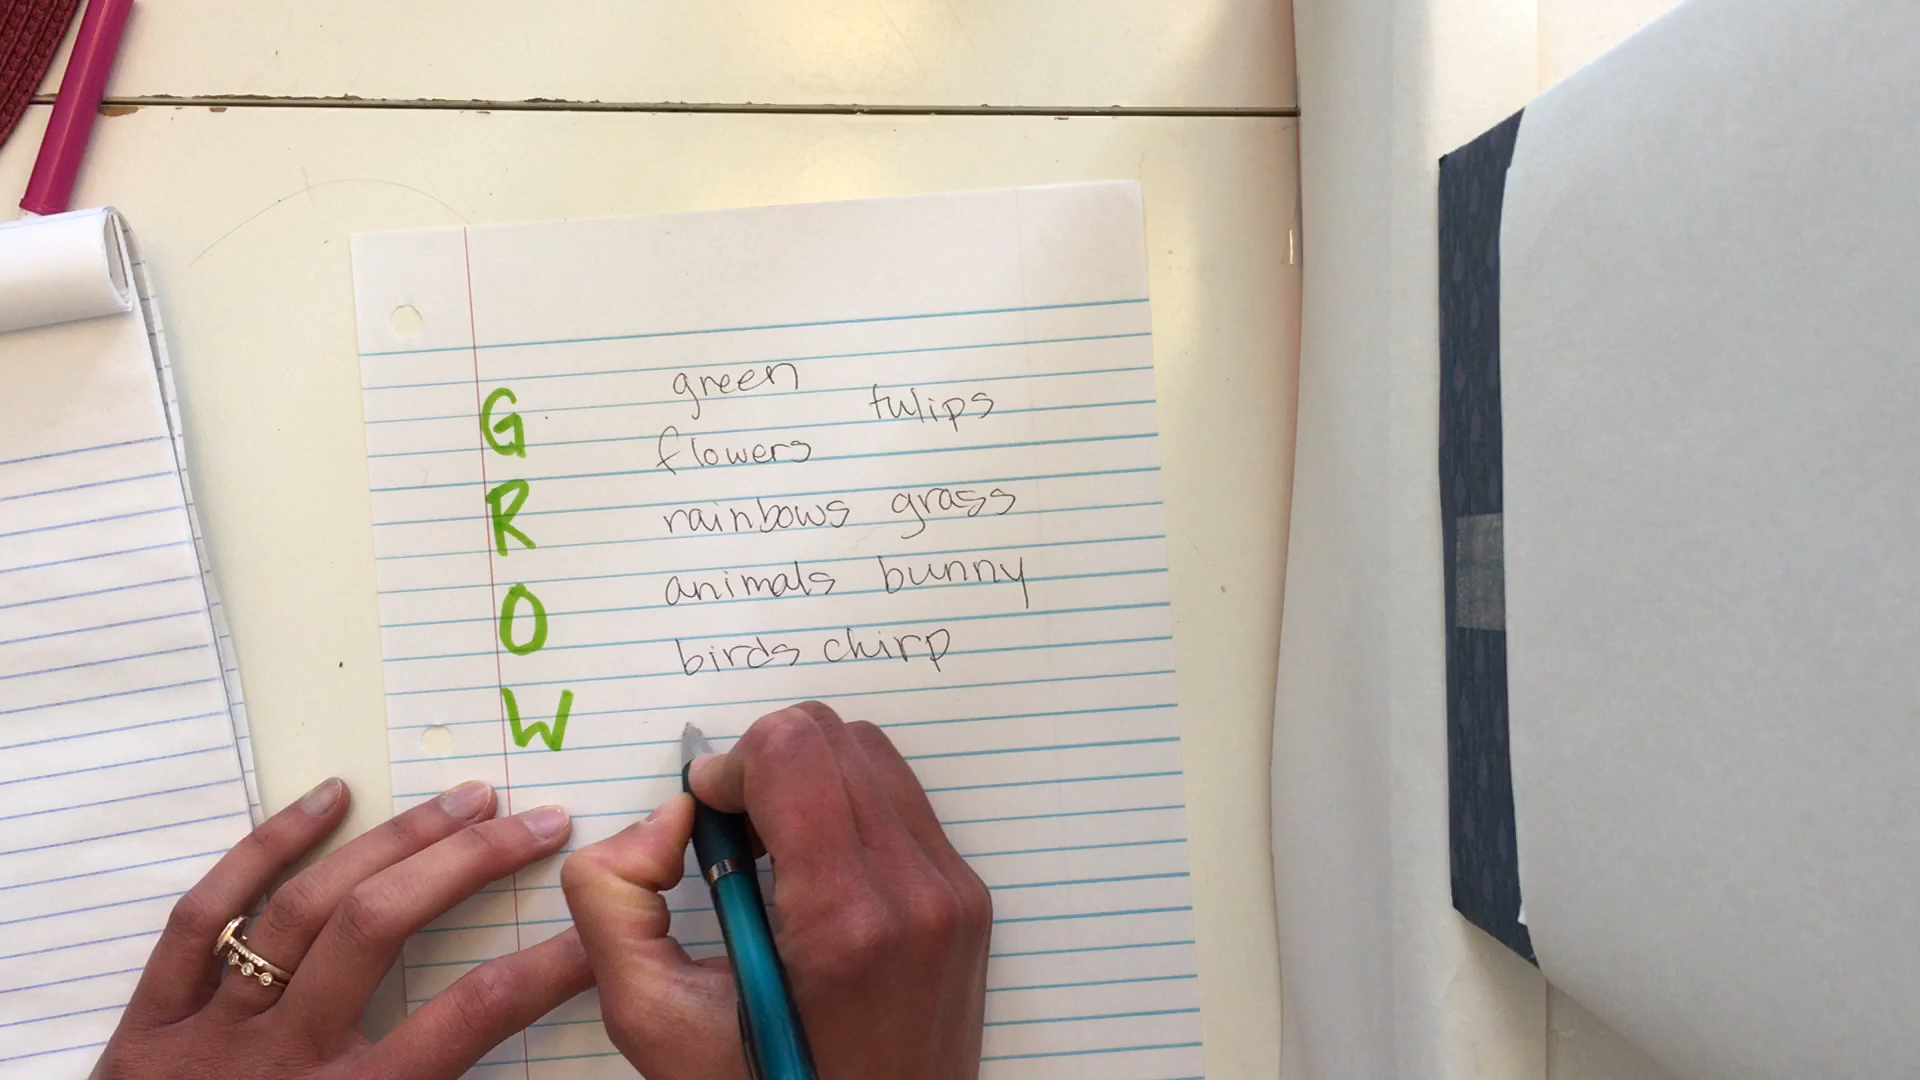 G
R
O
W
green
tulips
flowers
rainbows grass
animals bunny
birds chirp